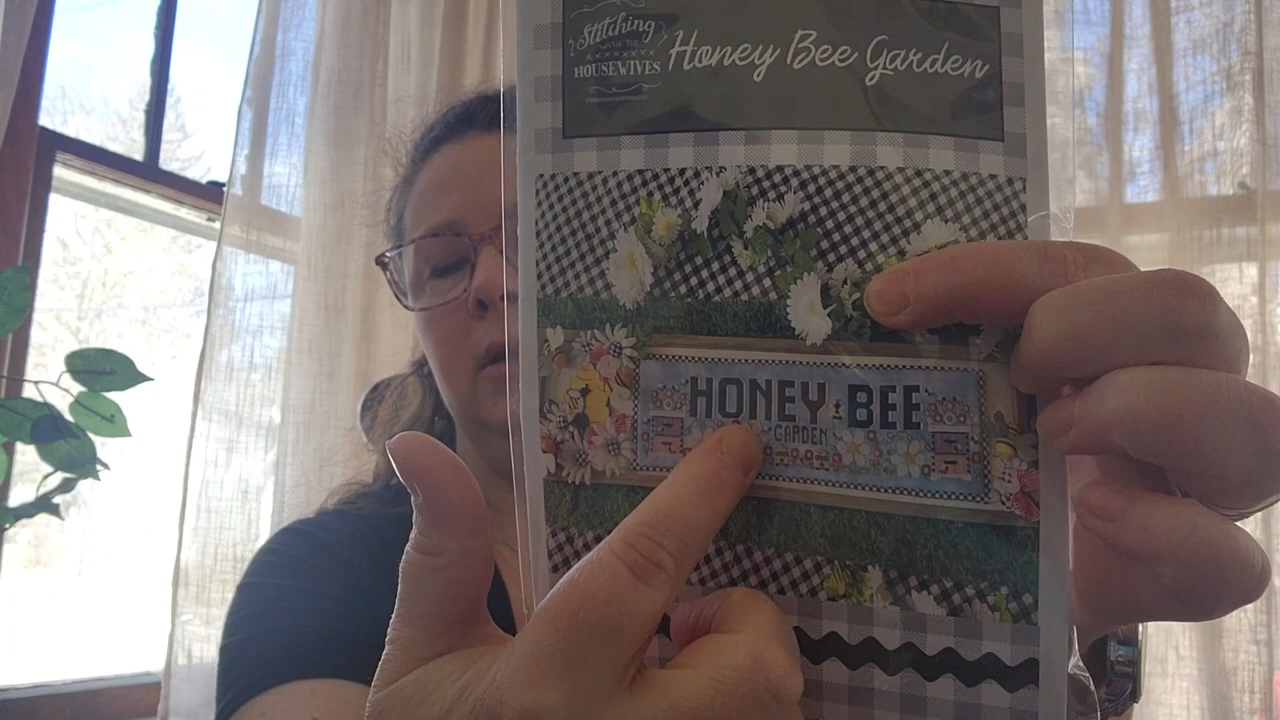 Stitching
WITH THE
HOUSEWIVES
Honey Bee Garden
HONEY BEE
GARDEN